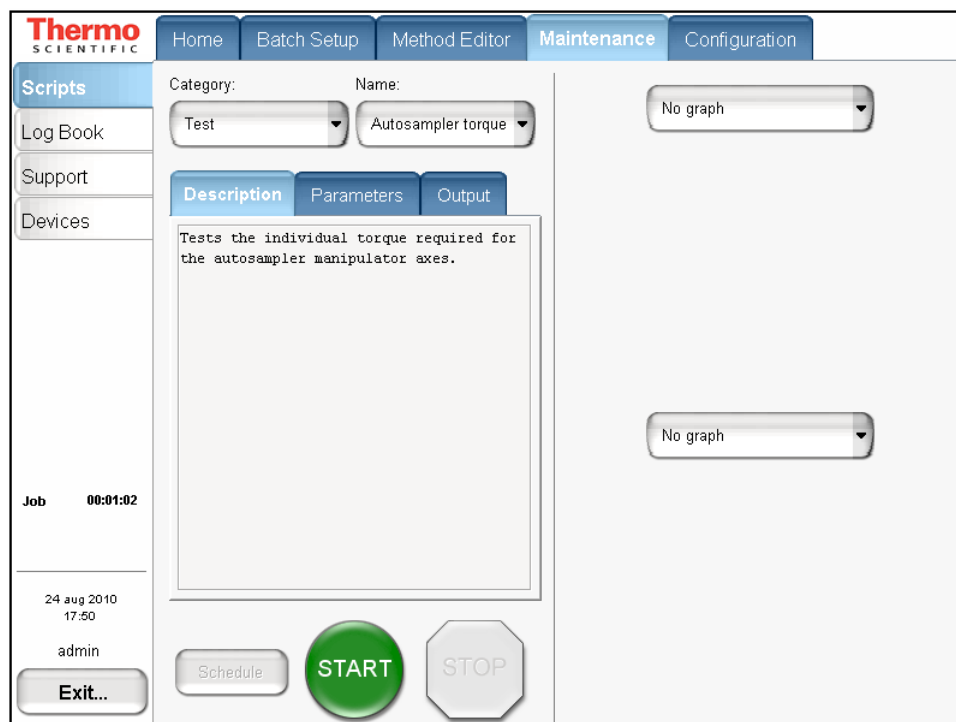 Thermo
SCIENTIFIC
Home
Batch Setup
Method Editor
Maintenance
Configuration
Scripts
Log Book
Support
Devices
Category:
Name:
Test
Autosampler torque
No graph
Description
Parameters
Output
Tests the individual torque required for
the autosampler manipulator axes.
No graph
Job 00:01:02
24 aug 2010
17:50
admin
Exit...
Schedule
START
STOP